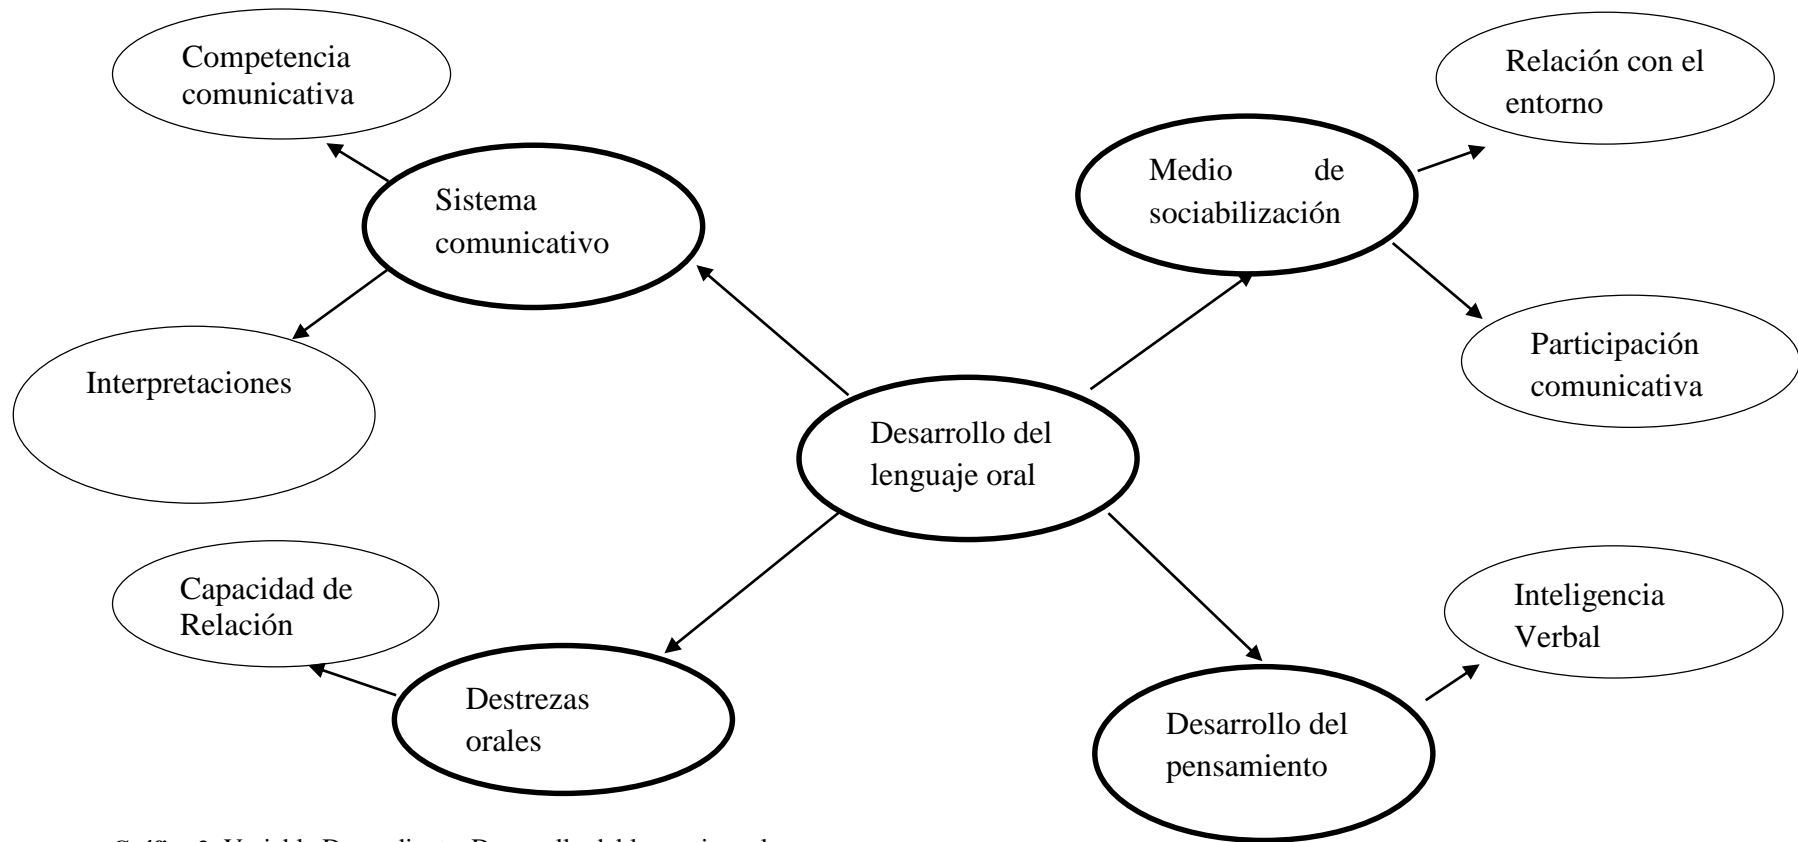 Competencia
comunicativa
Relación con el
entorno
Sistema
comunicativo
Medio de
sociabilización
Interpretaciones
Participación
comunicativa
Desarrollo del
lenguaje oral
Capacidad de
Relación
Inteligencia
Verbal
Destrezas
orales
Desarrollo del
pensamiento